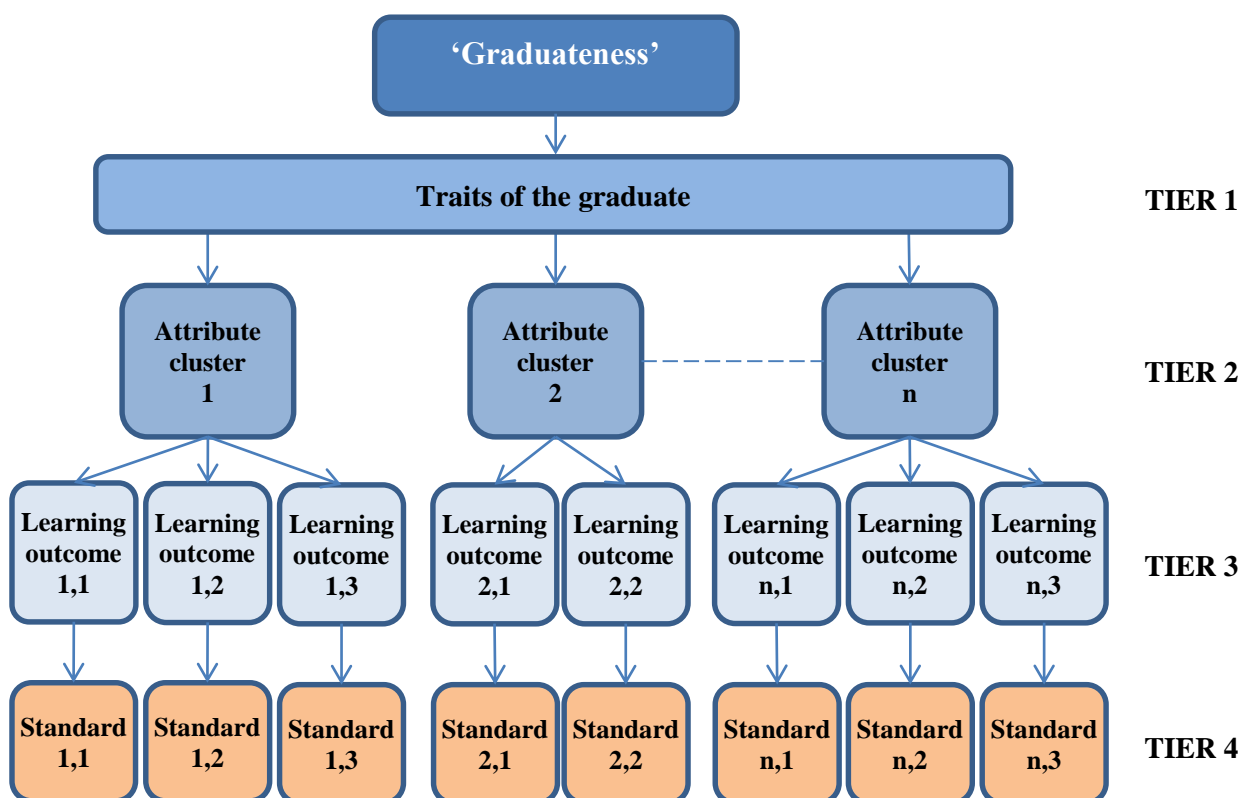 ‘Graduateness’
Traits of the graduate
TIER 1
Attribute
cluster
1
Attribute
cluster
2
Attribute
cluster
n
TIER 2
Learning
outcome
1,1
Learning
outcome
1,2
Learning
outcome
1,3
Learning
outcome
2,1
Learning
outcome
2,2
Learning
outcome
n,1
Learning
outcome
n,2
Learning
outcome
n,3
TIER 3
Standard
1,1
Standard
1,2
Standard
1,3
Standard
2,1
Standard
2,2
Standard
n,1
Standard
n,2
Standard
n,3
TIER 4